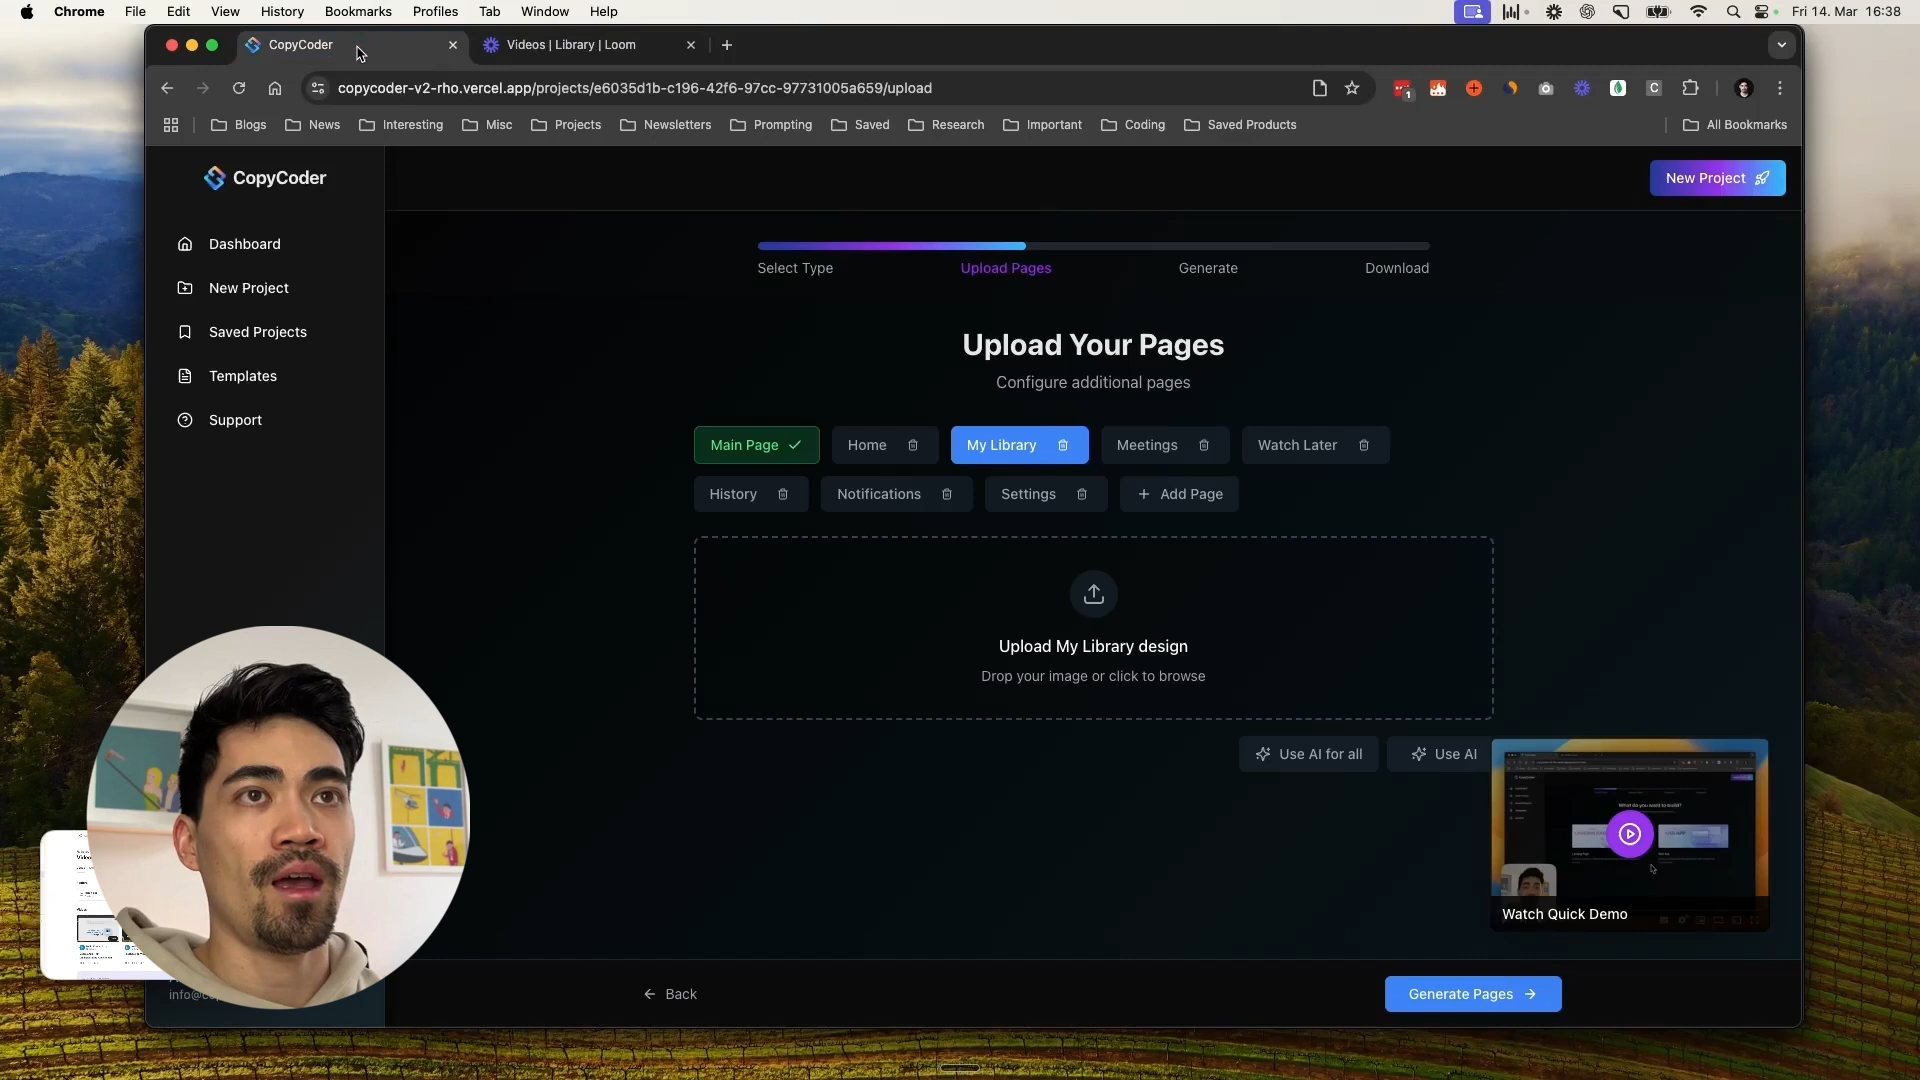 Chrome File Edit View History Bookmarks Profiles Tab Window Help Fri 14. Mar 16:38
CopyCoder Videos | Library | Loom
copycoder-v2-rho.vercel.app/projects/e6035d1b-c196-42f6-97cc-97731005a659/upload
Blogs News Interesting Misc Projects Newsletters Prompting Saved Research Important Coding Saved Products All Bookmarks
CopyCoder
New Project
Dashboard
New Project
Saved Projects
Templates
Support
Select Type Upload Pages Generate Download
Upload Your Pages
Configure additional pages
Main Page Home My Library Meetings Watch Later
History Notifications Settings Add Page
Upload My Library design
Drop your image or click to browse
Use AI for all Use AI
Watch Quick Demo
Back Generate Pages